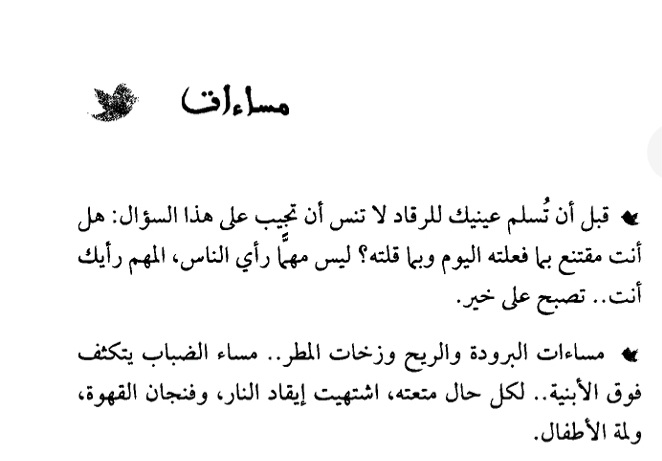 مساءات
قبل أن تُسلم عينيك للرقاد لا تنس أن تجيب على هذا السؤال: هل
أنت مقتنع بما فعلته اليوم وبما قلته؟ ليس مهمًّا رأي الناس، المهم رأيك
أنت.. تصبح على خير.
مساءات البرودة والريح وزخات المطر.. مساء الضباب يتكثف
فوق الأبنية.. لكل حال متعته، اشتهيت إيقاد النار، وفنجان القهوة،
ولمة الأطفال.